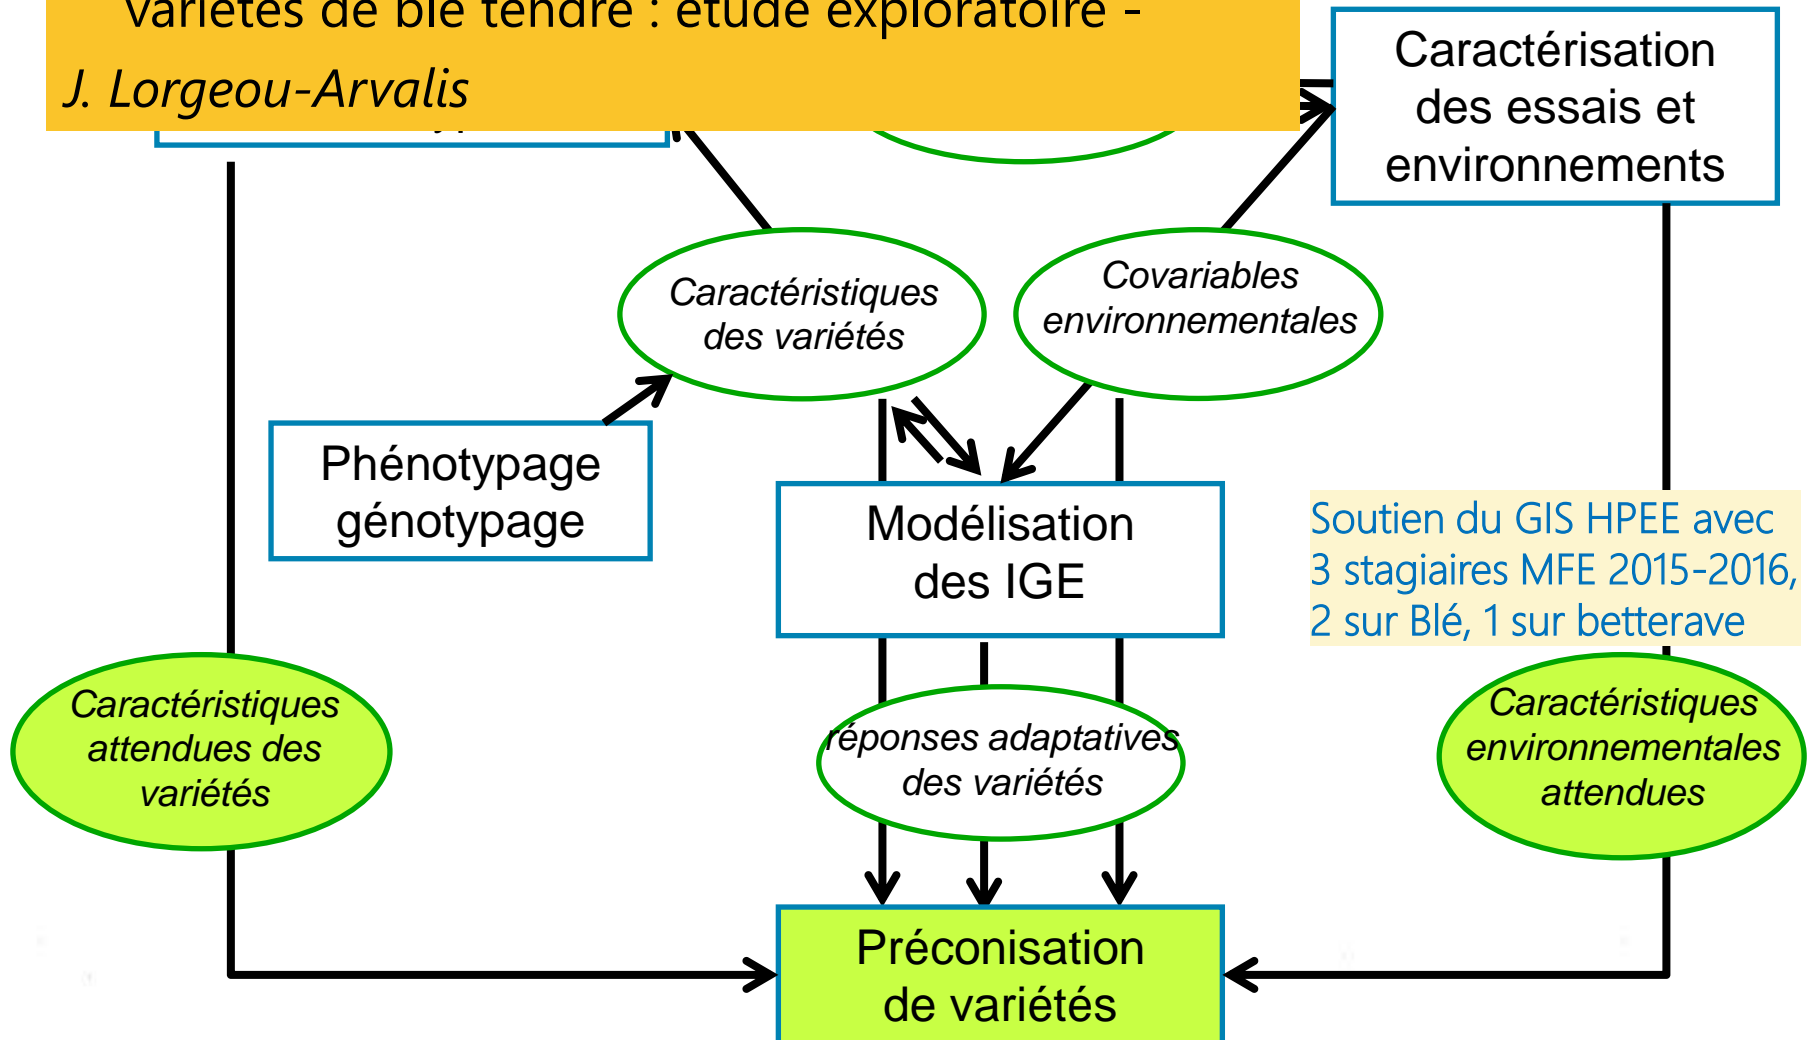 variétés de blé tendre : étude exploratoire -
J. Lorgeou-Arvalis
Caractérisation
des essais et
environnements
Caractéristiques
des variétés
Covariables
environnementales
Phénotypage
génotypage
Modélisation
des IGE
Soutien du GIS HPEE avec
3 stagiaires MFE 2015-2016,
2 sur Blé, 1 sur betterave
Caractéristiques
attendues des
variétés
réponses adaptatives
des variétés
Caractéristiques
environnementales
attendues
Préconisation
de variétés